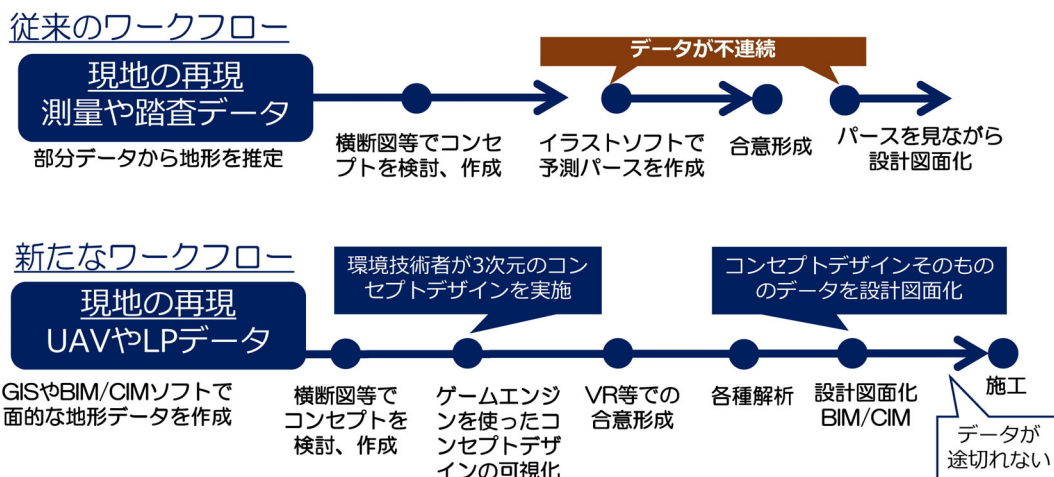 従来のワークフロー
現地の再現
測量や踏査データ
部分データから地形を推定
横断図等でコンセ
プトを検討、作成
データが不連続
イラストソフトで
予測パースを作成
合意形成
パースを見ながら
設計図面化
新たなワークフロー
現地の再現
UAVやLPデータ
GISやBIM/CIMソフトで
面的な地形データを作成
横断図等で
コンセプトを
検討、作成
環境技術者が3次元のコン
セプトデザインを実施
ゲームエンジ
ンを使ったコ
ンセプトデザ
インの可視化
VR等での
合意形成
各種解析
コンセプトデザインそのもの
のデータを設計図面化
設計図面化
BIM/CIM
施工
データが
途切れない